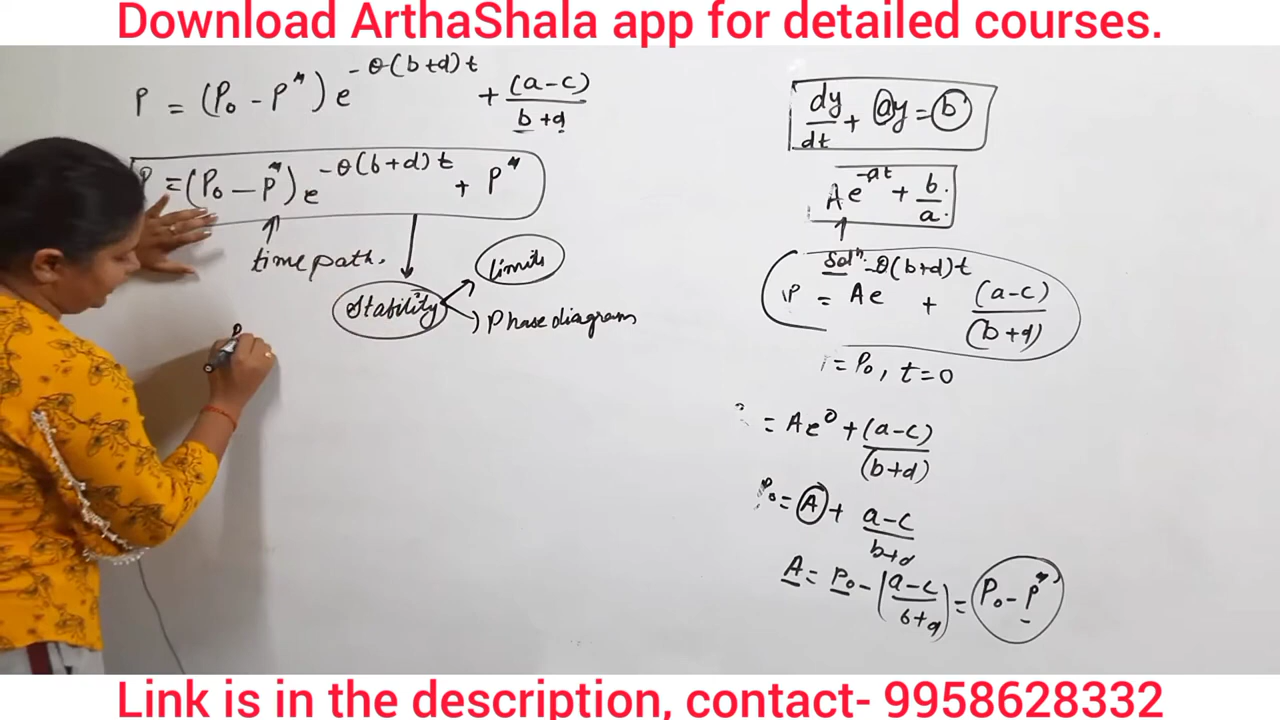 Download ArthaShala app for detailed courses.
P = (P₀ - P*) e^{-θ(b+d)t} + (a-c)/(b+d)
P = (P₀ - P*) e^{-θ(b+d)t} + P*
time path.
Stability
limits
Phase diagram
dy/dt + ay = b
Ae^{-at} + b/a
Solⁿ.
P = Ae^{-θ(b+d)t} + (a-c)/(b+d)
= P₀, t=0
= Ae⁰ + (a-c)/(b+d)
P₀ = A + a-c/b+d
A = P₀ - (a-c/b+d) = P₀ - P*
P
Link is in the description, contact- 9958628332